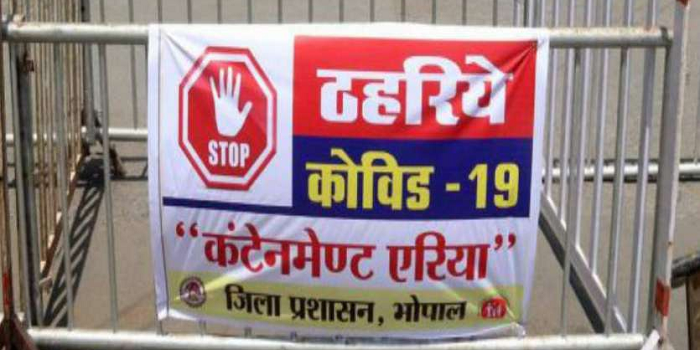 STOP
ठहरिये
कोविड - 19
“कंटेनमेण्ट एरिया”
जिला प्रशासन, भोपाल